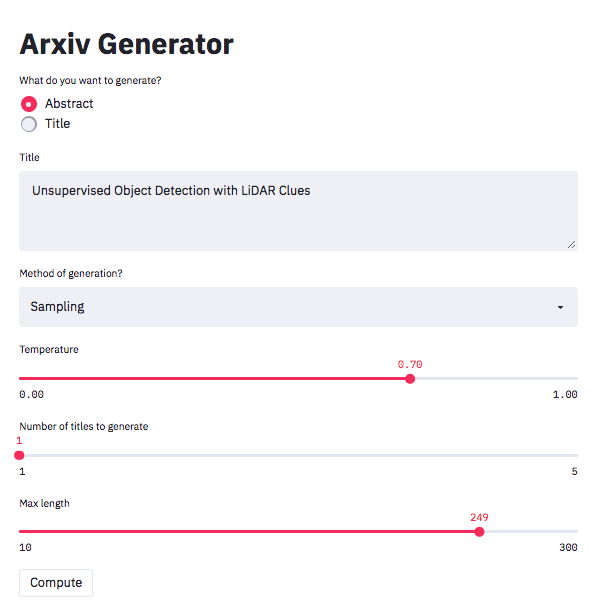 Arxiv Generator
What do you want to generate?
Abstract
Title
Title
Unsupervised Object Detection with LiDAR Clues
Method of generation?
Sampling
Temperature
0.70
0.00 1.00
Number of titles to generate
1
1 5
Max length
249
10 300
Compute